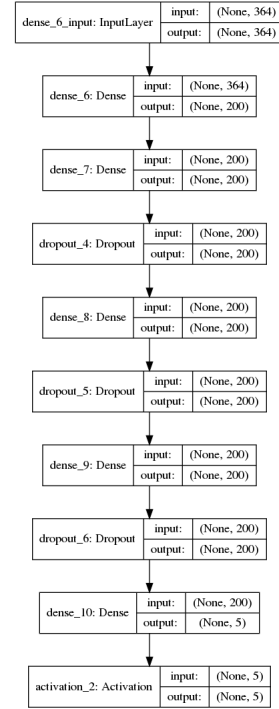 dense_6_input: InputLayer input: (None, 364)
output: (None, 364)
dense_6: Dense input: (None, 364)
output: (None, 200)
dense_7: Dense input: (None, 200)
output: (None, 200)
dropout_4: Dropout input: (None, 200)
output: (None, 200)
dense_8: Dense input: (None, 200)
output: (None, 200)
dropout_5: Dropout input: (None, 200)
output: (None, 200)
dense_9: Dense input: (None, 200)
output: (None, 200)
dropout_6: Dropout input: (None, 200)
output: (None, 200)
dense_10: Dense input: (None, 200)
output: (None, 5)
activation_2: Activation input: (None, 5)
output: (None, 5)